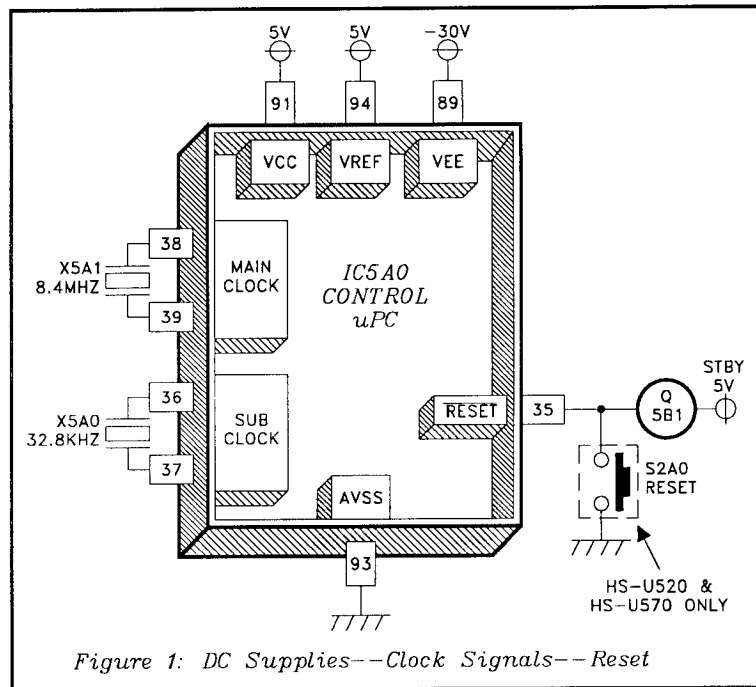 5V 5V -30V
91 94 89
VCC VREF VEE
38
X5A1
8.4MHZ
39
MAIN
CLOCK
IC5A0
CONTROL
uPC
36
X5A0
32.8KHZ
37
SUB
CLOCK
RESET
35
Q
5B1
STBY
5V
S2A0
RESET
AVSS
93
HS-U520 &
HS-U570 ONLY
Figure 1: DC Supplies--Clock Signals--Reset